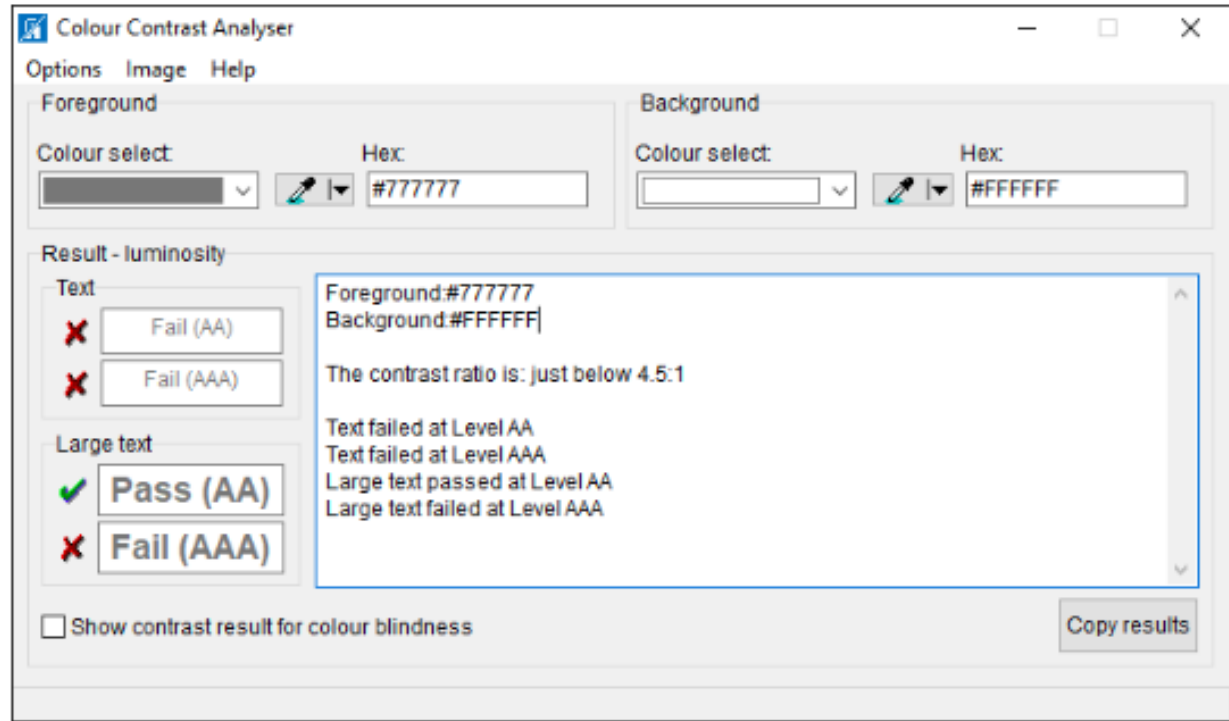 Colour Contrast Analyser
Options Image Help
Foreground
Colour select:
Hex:
#777777
Background
Colour select:
Hex:
#FFFFFF
Result - luminosity
Text
Fail (AA)
Fail (AAA)
Large text
Pass (AA)
Fail (AAA)
Foreground:#777777
Background:#FFFFFF
The contrast ratio is: just below 4.5:1
Text failed at Level AA
Text failed at Level AAA
Large text passed at Level AA
Large text failed at Level AAA
Show contrast result for colour blindness
Copy results